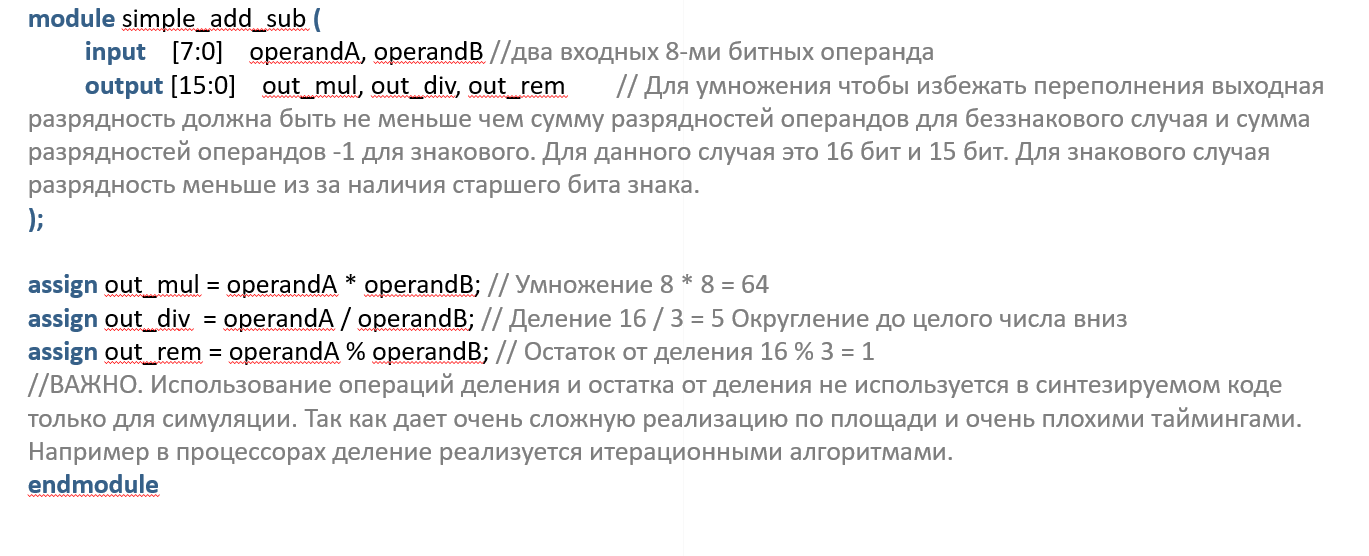 module simple_add_sub (
input [7:0] operandA, operandB //два входных 8-ми битных операнда
output [15:0] out_mul, out_div, out_rem // Для умножения чтобы избежать переполнения выходная
разрядность должна быть не меньше чем сумму разрядностей операндов для беззнакового случая и сумма
разрядностей операндов -1 для знакового. Для данного случая это 16 бит и 15 бит. Для знакового случая
разрядность меньше из за наличия старшего бита знака.
);
assign out_mul = operandA * operandB; // Умножение 8 * 8 = 64
assign out_div = operandA / operandB; // Деление 16 / 3 = 5 Округление до целого числа вниз
assign out_rem = operandA % operandB; // Остаток от деления 16 % 3 = 1
//ВАЖНО. Использование операций деления и остатка от деления не используется в синтезируемом коде
только для симуляции. Так как дает очень сложную реализацию по площади и очень плохими таймингами.
Например в процессорах деление реализуется итерационными алгоритмами.
endmodule